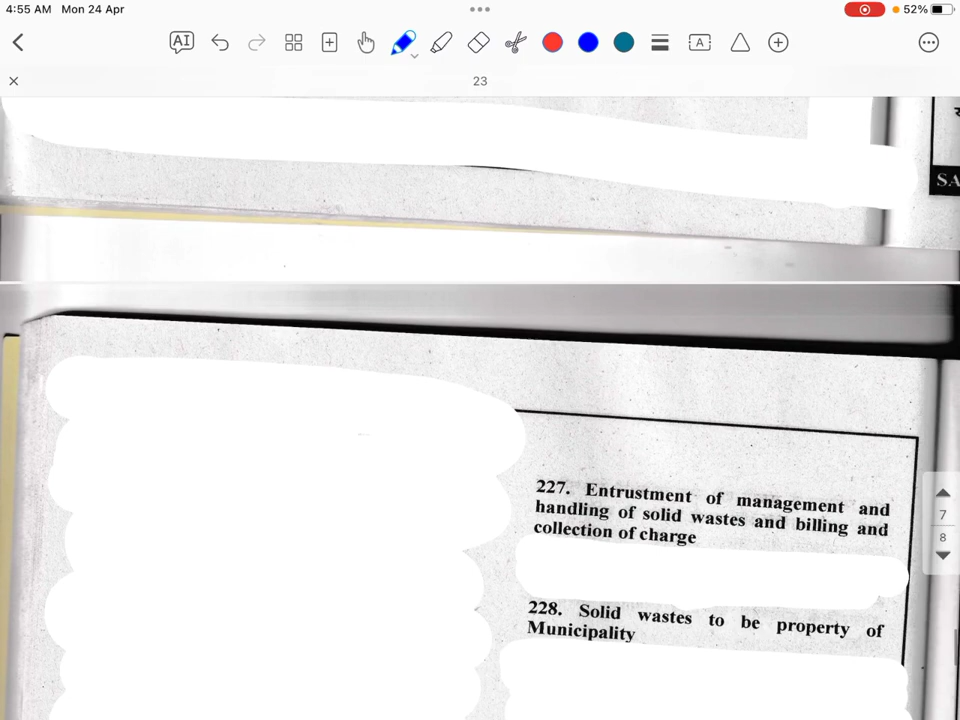 4:55 AM Mon 24 Apr
52%
AI
A
23
SA
7
8
227. Entrustment of management and
handling of solid wastes and billing and
collection of charge
228. Solid wastes to be property of
Municipality